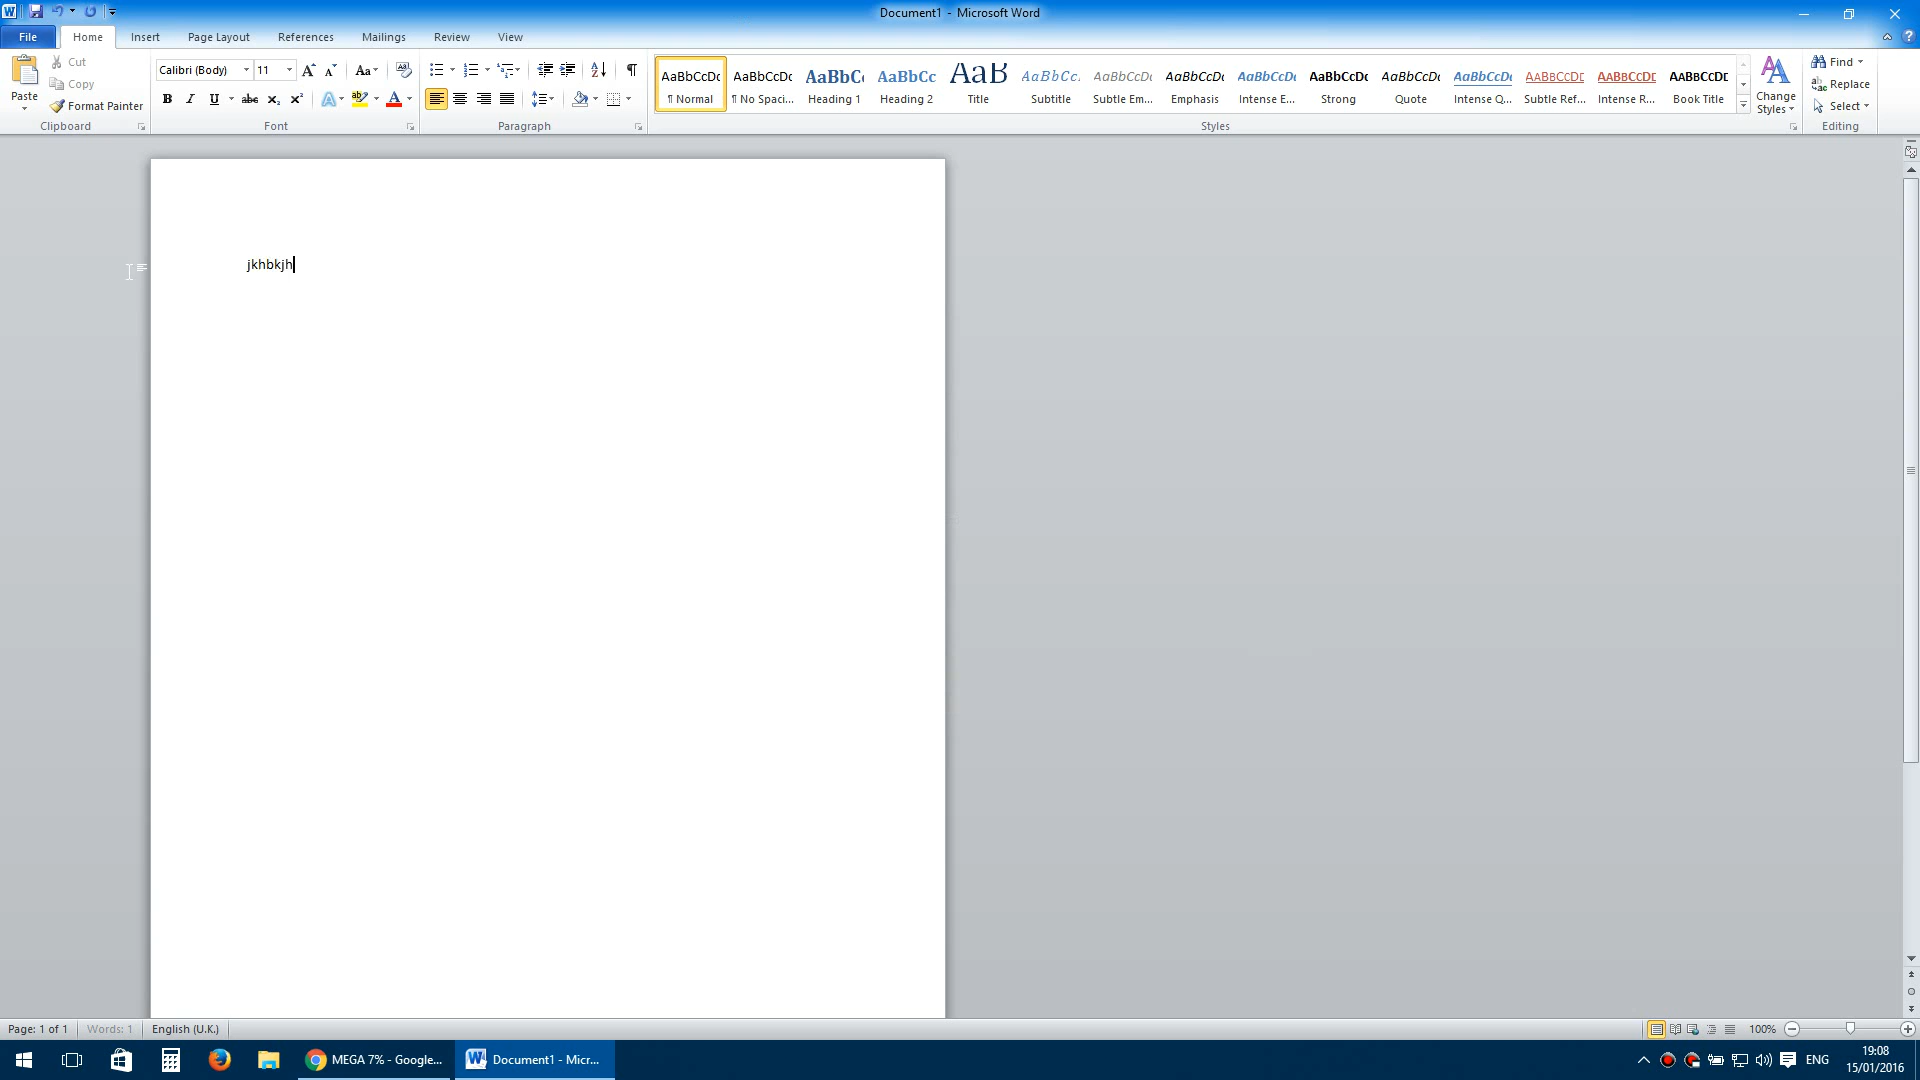 Document1 - Microsoft Word
File Home Insert Page Layout References Mailings Review View
Paste
Cut
Copy
Format Painter
Clipboard
Calibri (Body) 11
Font
Paragraph
AaBbCcDc AaBbCcDc AaBbCc AaBbCc AaB AaBbCc. AaBbCcDc AaBbCcDc AaBbCcDc AaBbCcDc AaBbCcDc AaBbCcDc AABBCCDC AABBCCDC AABBCCDC
¶ Normal ¶ No Spaci... Heading 1 Heading 2 Title Subtitle Subtle Em... Emphasis Intense E... Strong Quote Intense Q... Subtle Ref... Intense R... Book Title
Styles
Change
Styles
Find
Replace
Select
Editing
jkhbkjh
Page: 1 of 1 Words: 1 English (U.K.) 100%
MEGA 7% - Google... Document1 - Micr... ENG
19:08
15/01/2016